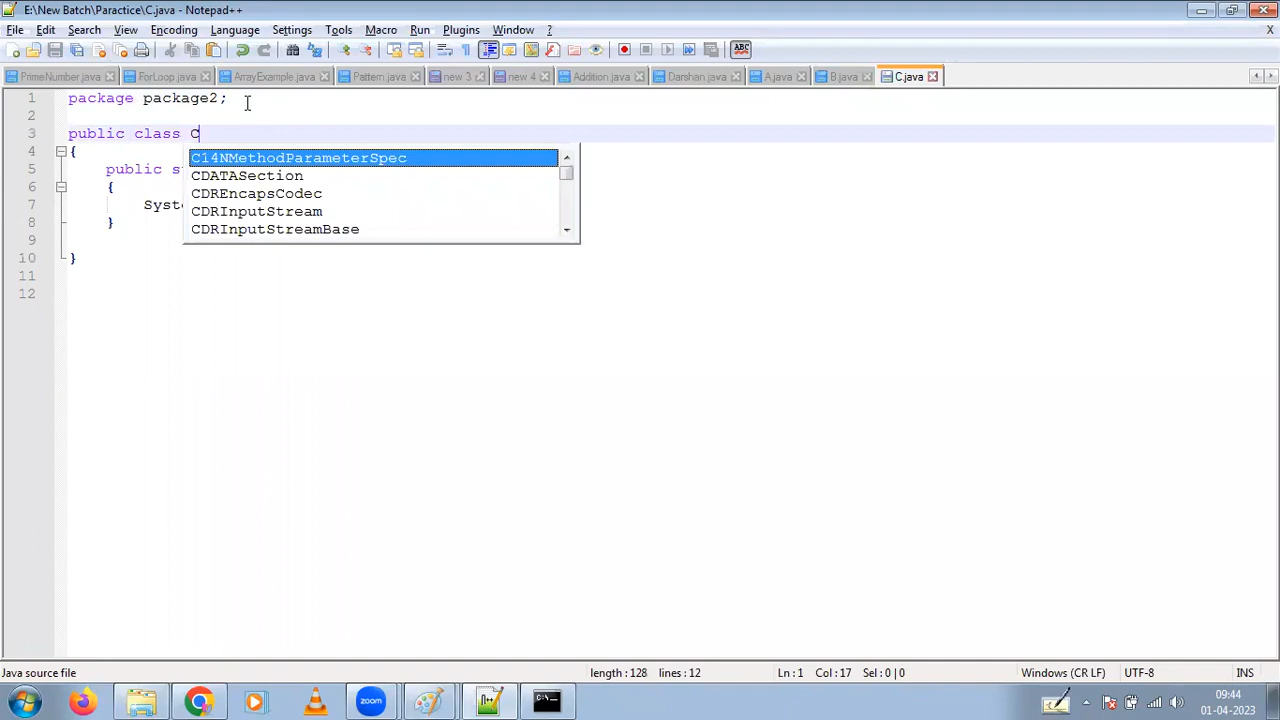 E:\New Batch\Paractice\C.java - Notepad++
File Edit Search View Encoding Language Settings Tools Macro Run Plugins Window ? X
PrimeNumber.java ForLoop.java ArrayExample.java Pattern.java new 3 new 4 Addition.java Darshan.java A.java B.java C.java
1 package package2;
2
3 public class C
4 {
5 public s
6 {
7 Syste
8 }
9
10 }
11
12
C14NMethodParameterSpec
CDATASection
CDREncapsCodec
CDRInputStream
CDRInputStreamBase
Java source file length : 128 lines : 12 Ln : 1 Col : 17 Sel : 0 | 0 Windows (CR LF) UTF-8 INS
zoom
09:44
01-04-2023